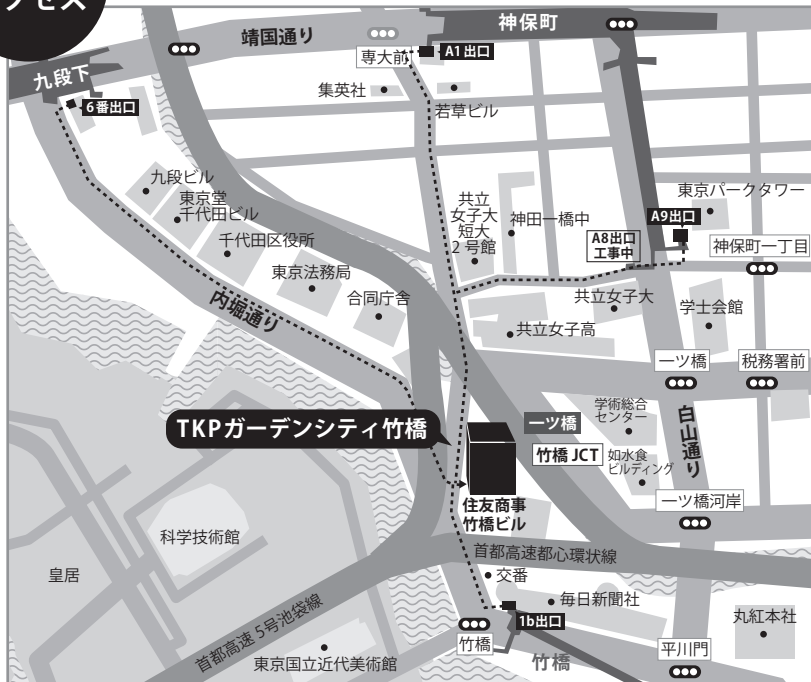 クセス
神保町
靖国通り
専大前
A1出口
九段下
6番出口
集英社
若草ビル
九段ビル
東京堂
千代田ビル
千代田区役所
東京法務局
合同庁舎
内堀通り
共立
女子大
短大
2号館
神田一橋中
東京パークタワー
A9出口
A8出口
工事中
神保町一丁目
共立女子大
学士会館
共立女子高
一ツ橋
税務署前
TKPガーデンシティ竹橋
一ツ橋
学術総合
センター
白山通り
竹橋 JCT
如水会
ビルディング
一ツ橋河岸
住友商事
竹橋ビル
科学技術館
皇居
首都高速都心環状線
交番
毎日新聞社
首都高速5号池袋線
1b出口
丸紅本社
竹橋
竹橋
平川門
東京国立近代美術館